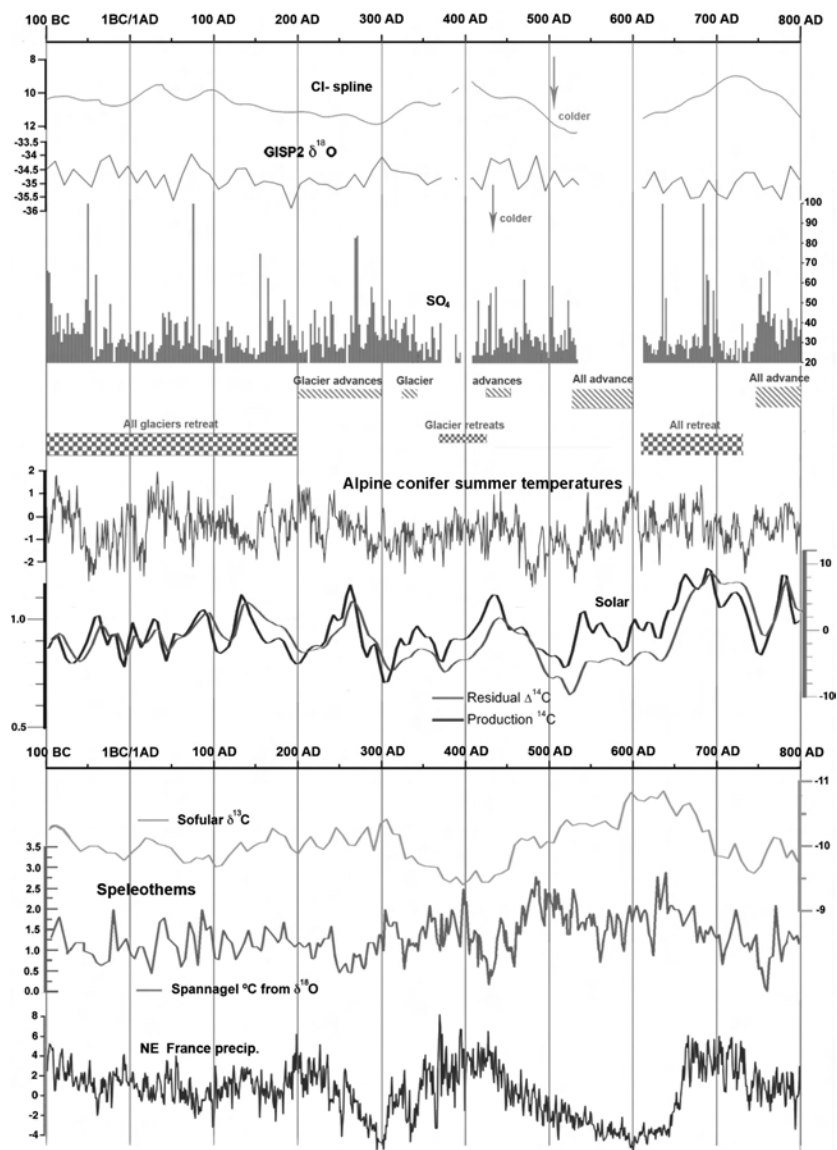 100 BC 1BC/1AD 100 AD 200 AD 300 AD 400 AD 500 AD 600 AD 700 AD 800 AD
8
10
12
Cl- spline
colder
-33.5
-34
-34.5
-35
-35.5
-36
GISP2 δ¹⁸O
colder
100
90
80
70
60
50
40
30
20
SO₄
Glacier advances Glacier advances All advance All advance
All glaciers retreat Glacier retreats All retreat
2
1
0
-1
-2
Alpine conifer summer temperatures
10
0
-10
1.0
0.5
Solar
Residual Δ¹⁴C
Production ¹⁴C
100 BC 1BC/1AD 100 AD 200 AD 300 AD 400 AD 500 AD 600 AD 700 AD 800 AD
-11
-10
-9
Sofular δ¹³C
3.5
3.0
2.5
2.0
1.5
1.0
0.5
0.0
Speleothems
Spannagel ºC from δ¹⁸O
8
6
4
2
0
-2
-4
NE France precip.